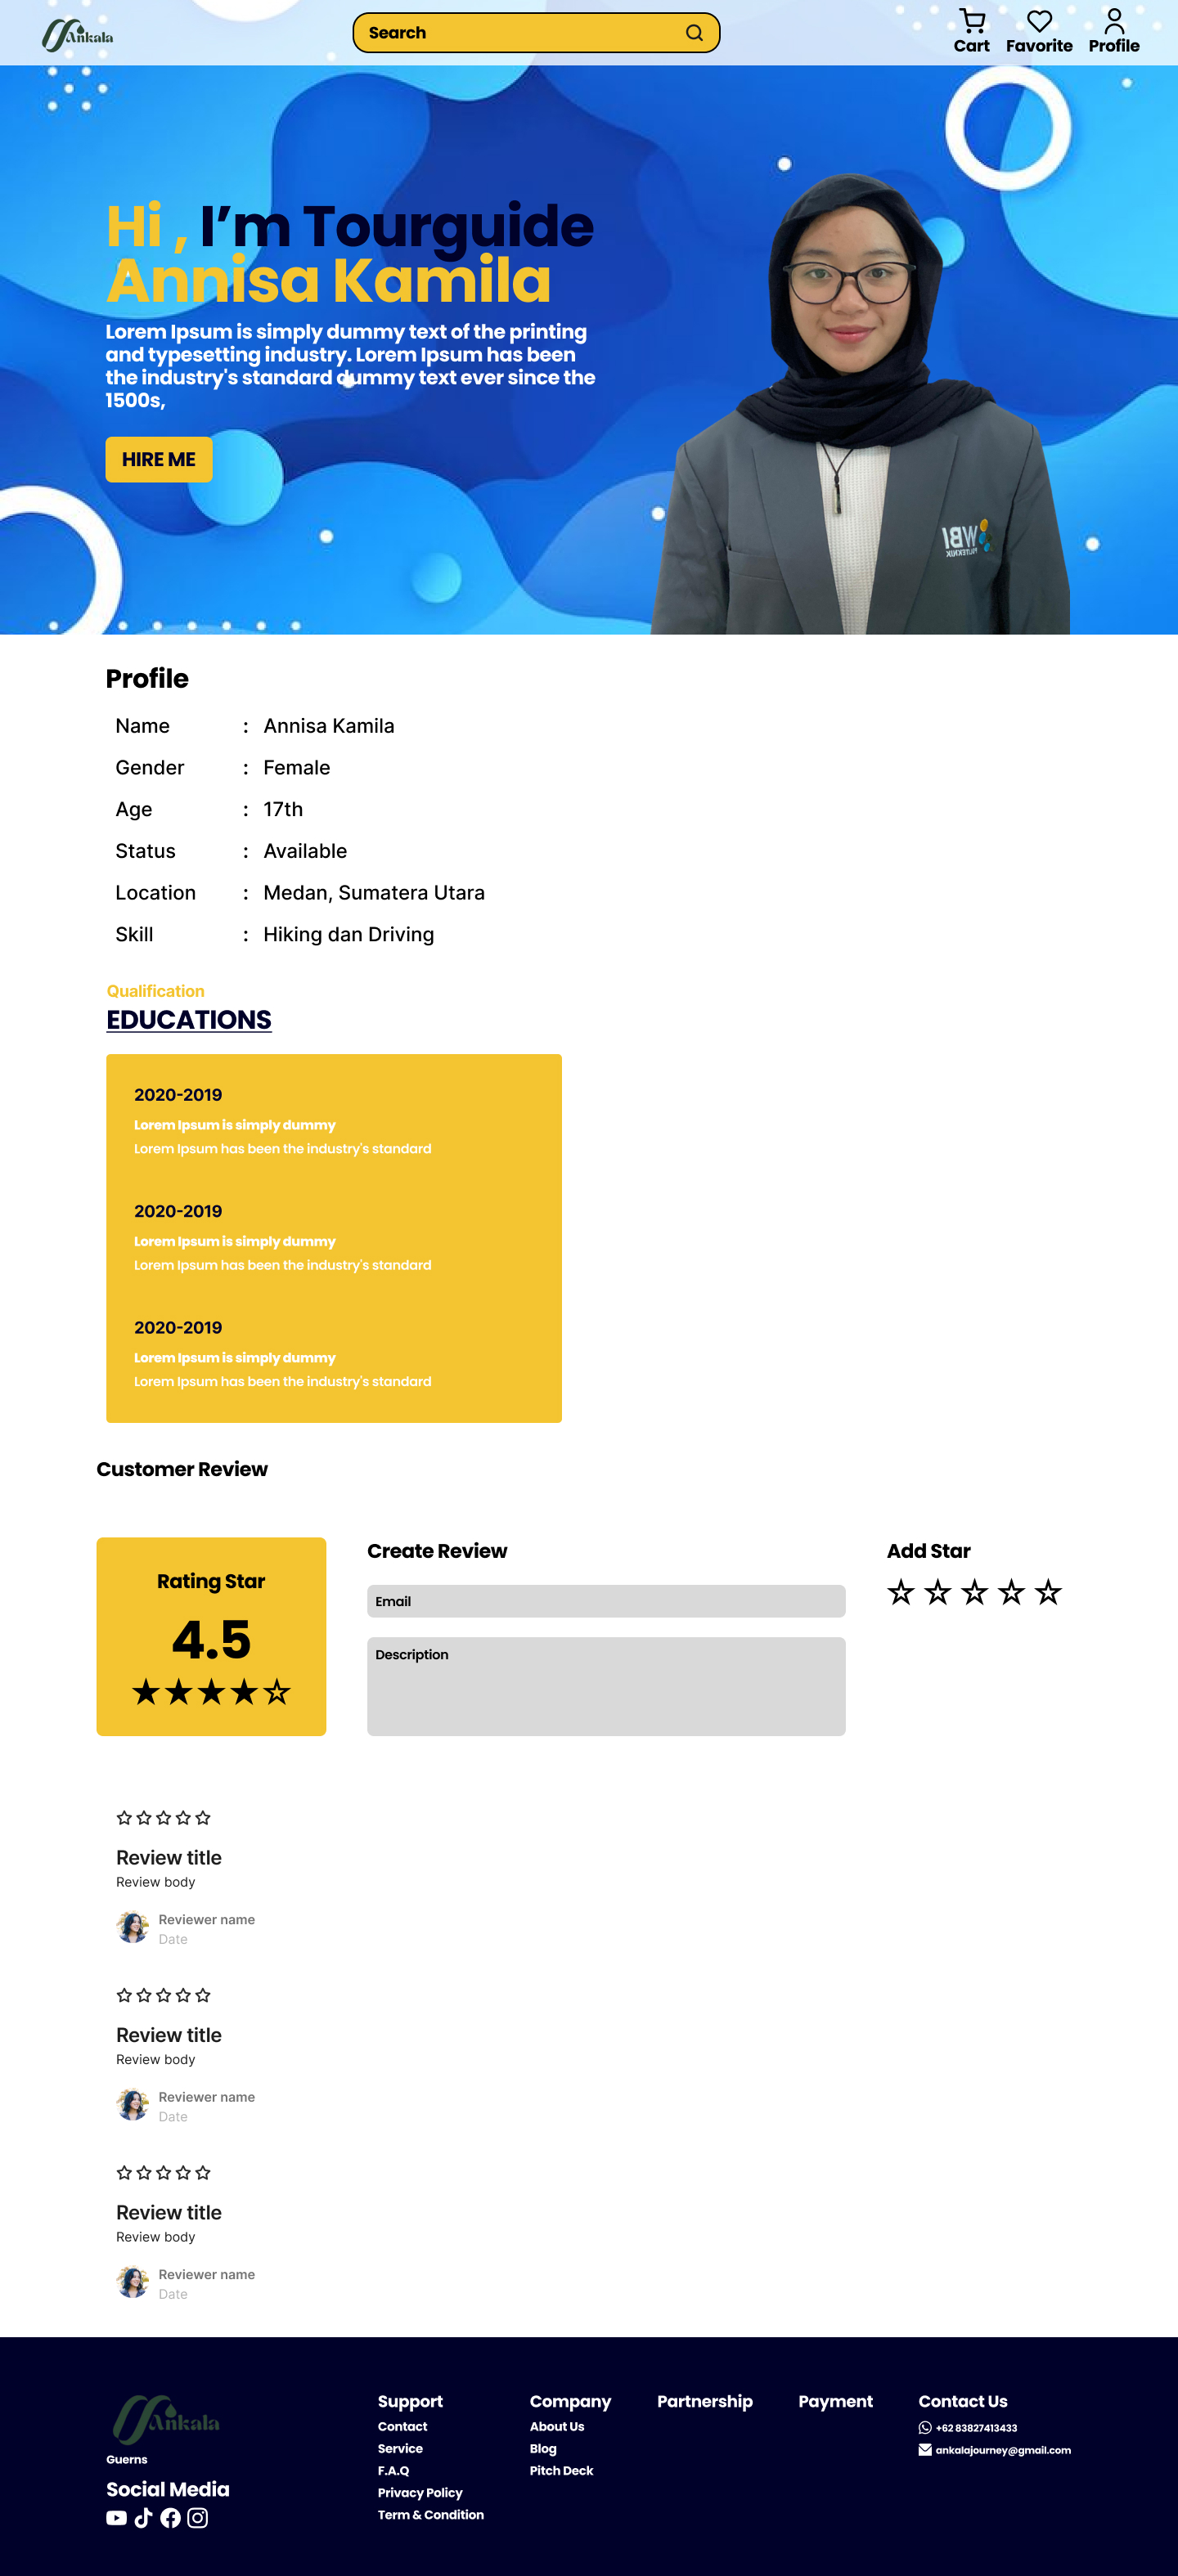 Ankala
Search
Cart Favorite Profile
Hi , I’m Tourguide
Annisa Kamila
Lorem Ipsum is simply dummy text of the printing
and typesetting industry. Lorem Ipsum has been
the industry's standard dummy text ever since the
1500s,
HIRE ME
WBI
POLITEKNIK
Profile
Name : Annisa Kamila
Gender : Female
Age : 17th
Status : Available
Location : Medan, Sumatera Utara
Skill : Hiking dan Driving
Qualification
EDUCATIONS
2020-2019
Lorem Ipsum is simply dummy
Lorem Ipsum has been the industry's standard
2020-2019
Lorem Ipsum is simply dummy
Lorem Ipsum has been the industry's standard
2020-2019
Lorem Ipsum is simply dummy
Lorem Ipsum has been the industry's standard
Customer Review
Rating Star
4.5
Create Review
Email
Description
Add Star
Review title
Review body
Reviewer name
Date
Review title
Review body
Reviewer name
Date
Review title
Review body
Reviewer name
Date
Ankala
Guerns
Social Media
Support
Contact
Service
F.A.Q
Privacy Policy
Term & Condition
Company
About Us
Blog
Pitch Deck
Partnership
Payment
Contact Us
+62 83827413433
ankalajourney@gmail.com